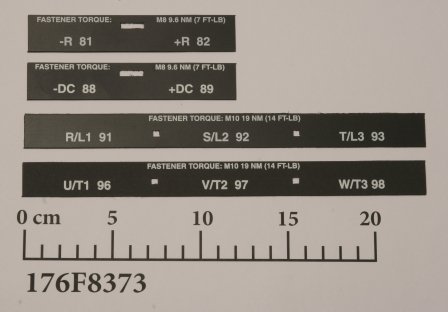 FASTENER TORQUE: M8 9.6 NM (7 FT-LB)
-R 81 +R 82
FASTENER TORQUE: M8 9.6 NM (7 FT-LB)
-DC 88 +DC 89
FASTENER TORQUE: M10 19 NM (14 FT-LB)
R/L1 91 S/L2 92 T/L3 93
FASTENER TORQUE: M10 19 NM (14 FT-LB)
U/T1 96 V/T2 97 W/T3 98
0 cm 5 10 15 20
176F8373